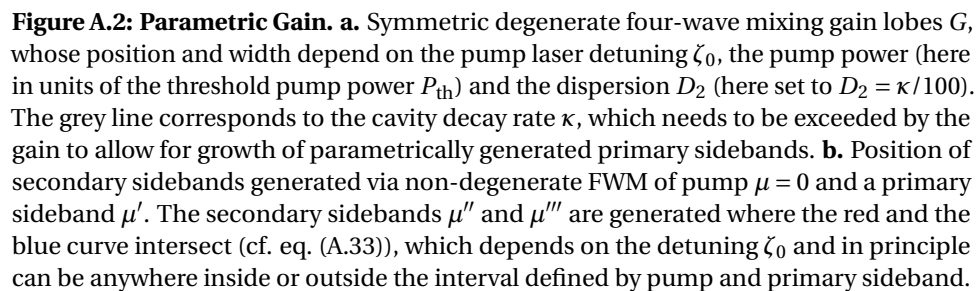 Figure A.2: Parametric Gain. a. Symmetric degenerate four-wave mixing gain lobes G,
whose position and width depend on the pump laser detuning ζ₀, the pump power (here
in units of the threshold pump power P_th) and the dispersion D₂ (here set to D₂ = κ/100).
The grey line corresponds to the cavity decay rate κ, which needs to be exceeded by the
gain to allow for growth of parametrically generated primary sidebands. b. Position of
secondary sidebands generated via non-degenerate FWM of pump μ = 0 and a primary
sideband μ′. The secondary sidebands μ″ and μ‴ are generated where the red and the
blue curve intersect (cf. eq. (A.33)), which depends on the detuning ζ₀ and in principle
can be anywhere inside or outside the interval defined by pump and primary sideband.